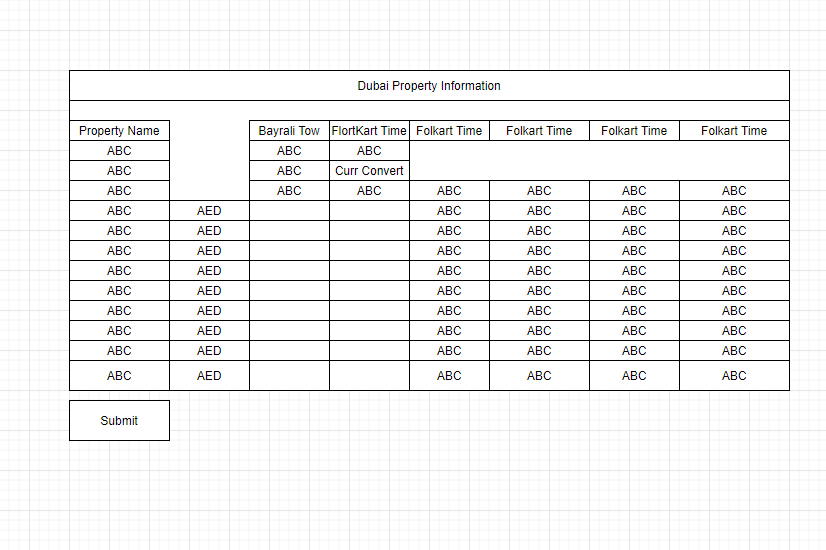 Dubai Property Information
Property Name Bayrali Tow FlortKart Time Folkart Time Folkart Time Folkart Time Folkart Time
ABC ABC ABC
ABC ABC Curr Convert
ABC ABC ABC ABC ABC ABC ABC
ABC AED ABC ABC ABC ABC
ABC AED ABC ABC ABC ABC
ABC AED ABC ABC ABC ABC
ABC AED ABC ABC ABC ABC
ABC AED ABC ABC ABC ABC
ABC AED ABC ABC ABC ABC
ABC AED ABC ABC ABC ABC
ABC AED ABC ABC ABC ABC
ABC AED ABC ABC ABC ABC
Submit